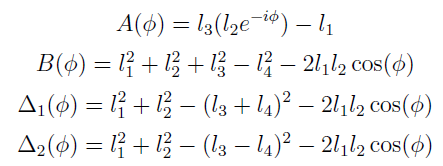 A(ϕ) = l₃(l₂e^{−iϕ}) − l₁
B(ϕ) = l₁² + l₂² + l₃² − l₄² − 2l₁l₂ cos(ϕ)
Δ₁(ϕ) = l₁² + l₂² − (l₃ + l₄)² − 2l₁l₂ cos(ϕ)
Δ₂(ϕ) = l₁² + l₂² − (l₃ − l₄)² − 2l₁l₂ cos(ϕ)